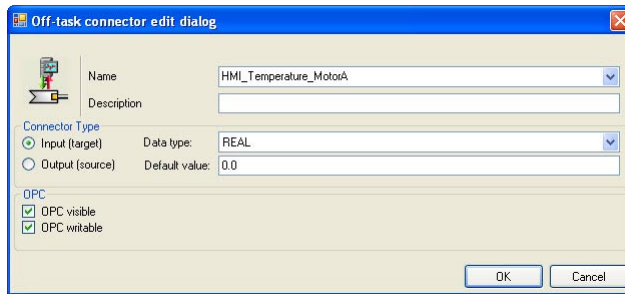 Off-task connector edit dialog
Name HMI_Temperature_MotorA
Description
Connector Type
Input (target) Data type: REAL
Output (source) Default value: 0.0
OPC
OPC visible
OPC writable
OK Cancel